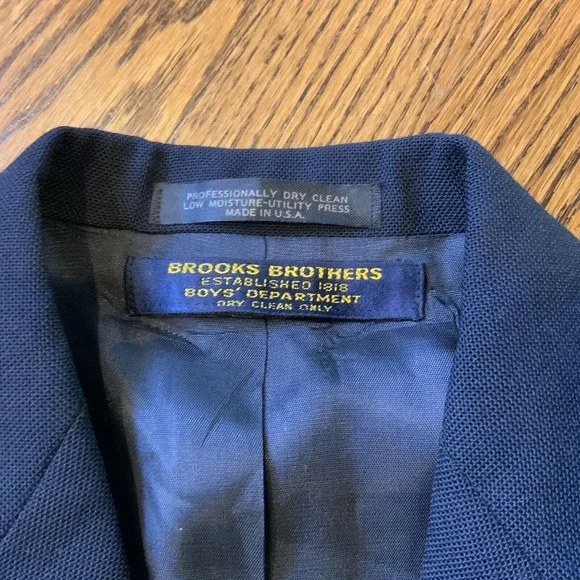 PROFESSIONALLY DRY CLEAN
LOW MOISTURE-UTILITY PRESS
MADE IN U.S.A.
BROOKS BROTHERS
ESTABLISHED 1818
BOYS' DEPARTMENT
DRY CLEAN ONLY